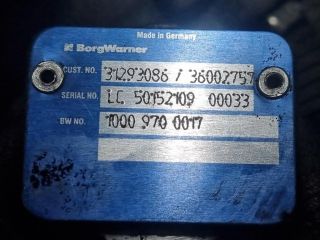 Made in Germany
BorgWarner
CUST. NO. 31293086 / 36002757
SERIAL NO. LC 50152109 00033
BW NO. 1000 970 0017